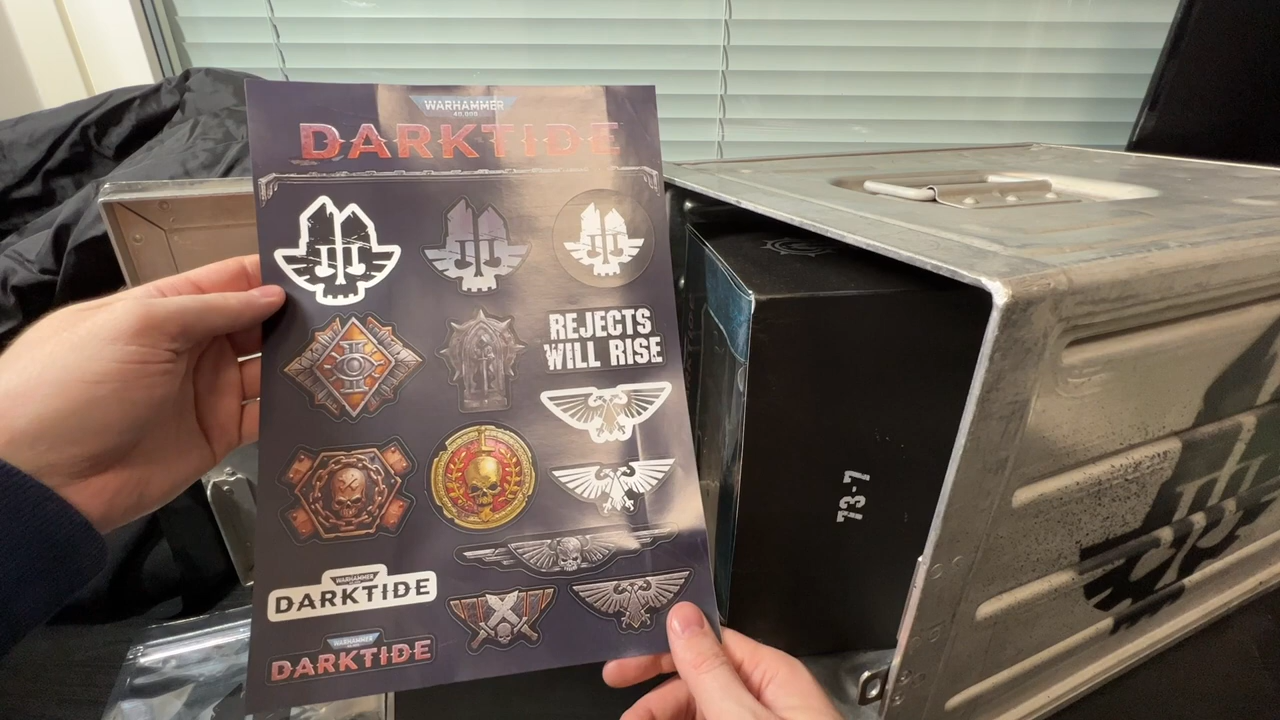 WARHAMMER
40,000
DARKTIDE
REJECTS
WILL RISE
WARHAMMER
DARKTIDE
WARHAMMER
DARKTIDE
73-7